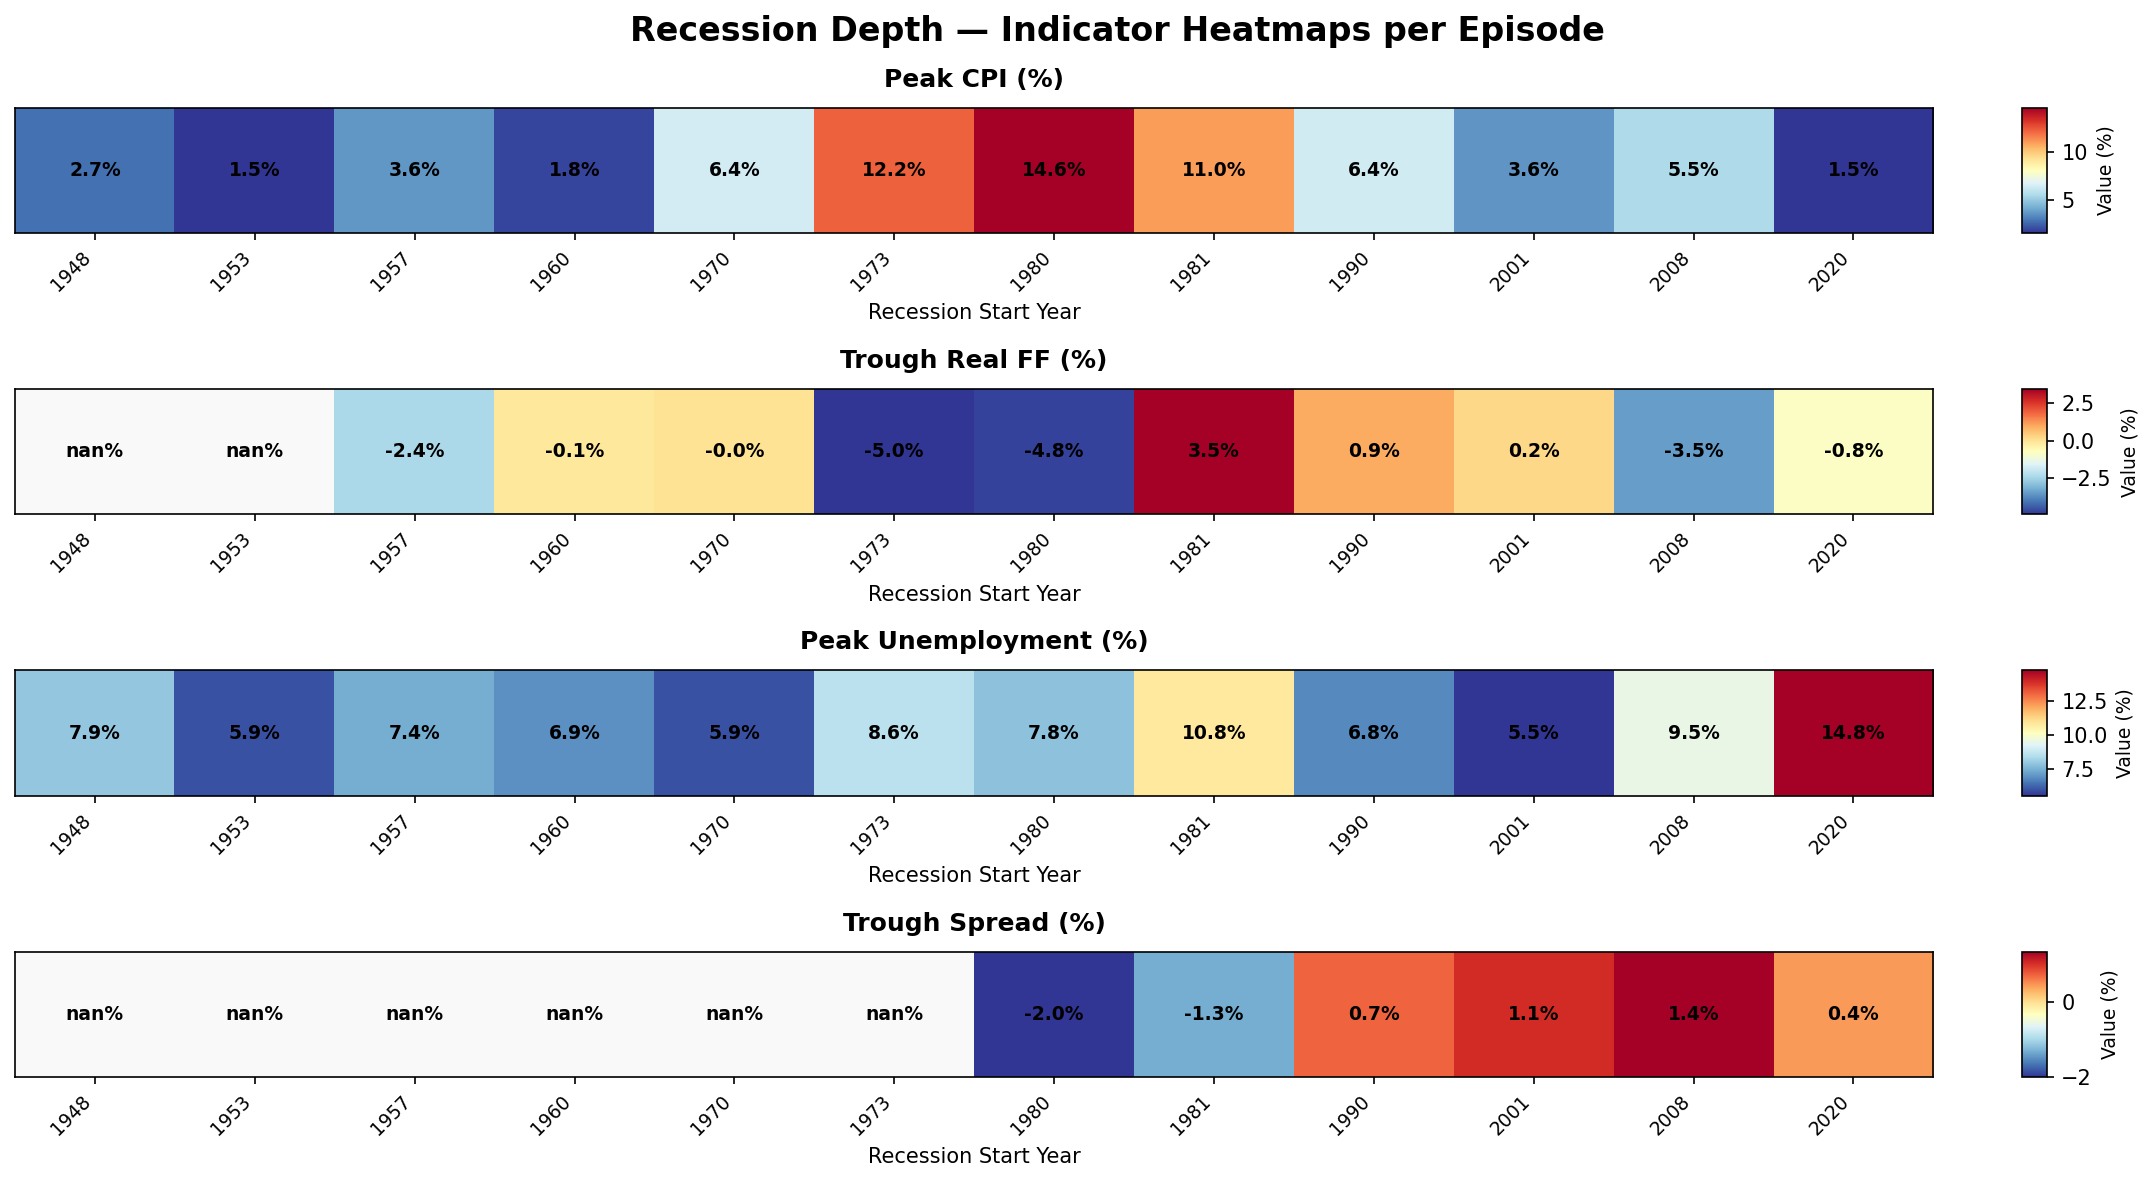 Recession Depth — Indicator Heatmaps per Episode
Peak CPI (%)
2.7% 1.5% 3.6% 1.8% 6.4% 12.2% 14.6% 11.0% 6.4% 3.6% 5.5% 1.5%
10
5
Value (%)
1948 1953 1957 1960 1970 1973 1980 1981 1990 2001 2008 2020
Recession Start Year
Trough Real FF (%)
nan% nan% -2.4% -0.1% -0.0% -5.0% -4.8% 3.5% 0.9% 0.2% -3.5% -0.8%
2.5
0.0
−2.5
Value (%)
1948 1953 1957 1960 1970 1973 1980 1981 1990 2001 2008 2020
Recession Start Year
Peak Unemployment (%)
7.9% 5.9% 7.4% 6.9% 5.9% 8.6% 7.8% 10.8% 6.8% 5.5% 9.5% 14.8%
12.5
10.0
7.5
Value (%)
1948 1953 1957 1960 1970 1973 1980 1981 1990 2001 2008 2020
Recession Start Year
Trough Spread (%)
nan% nan% nan% nan% nan% nan% -2.0% -1.3% 0.7% 1.1% 1.4% 0.4%
0
−2
Value (%)
1948 1953 1957 1960 1970 1973 1980 1981 1990 2001 2008 2020
Recession Start Year